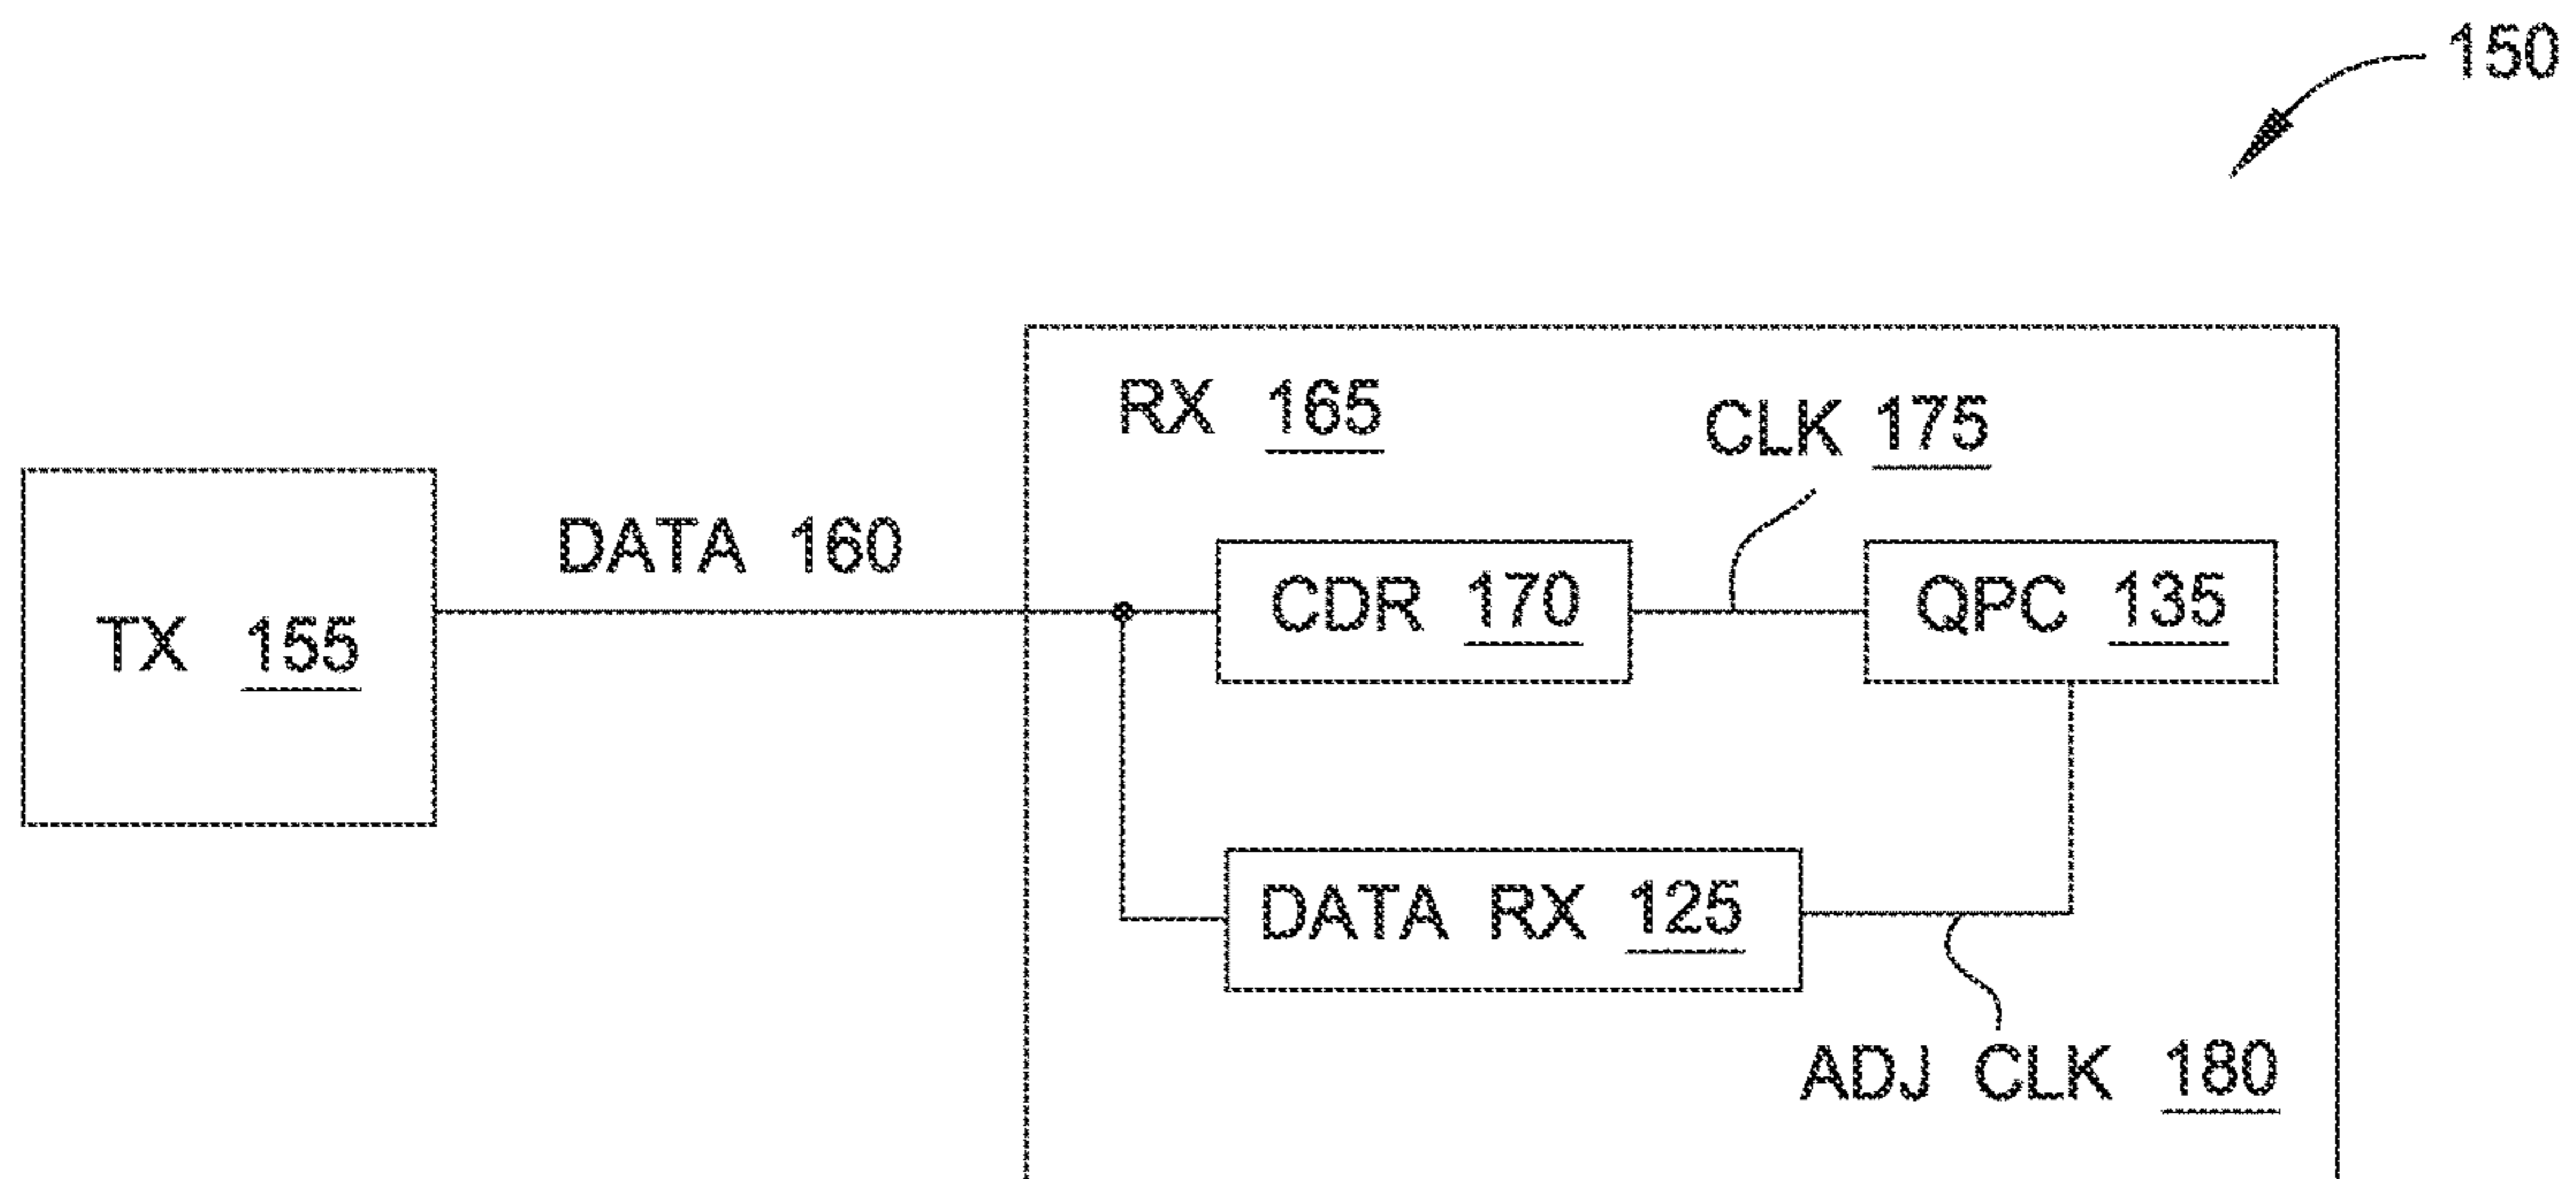 150
RX 165
CLK 175
DATA 160
CDR 170
QPC 135
TX 155
DATA RX 125
ADJ CLK 180